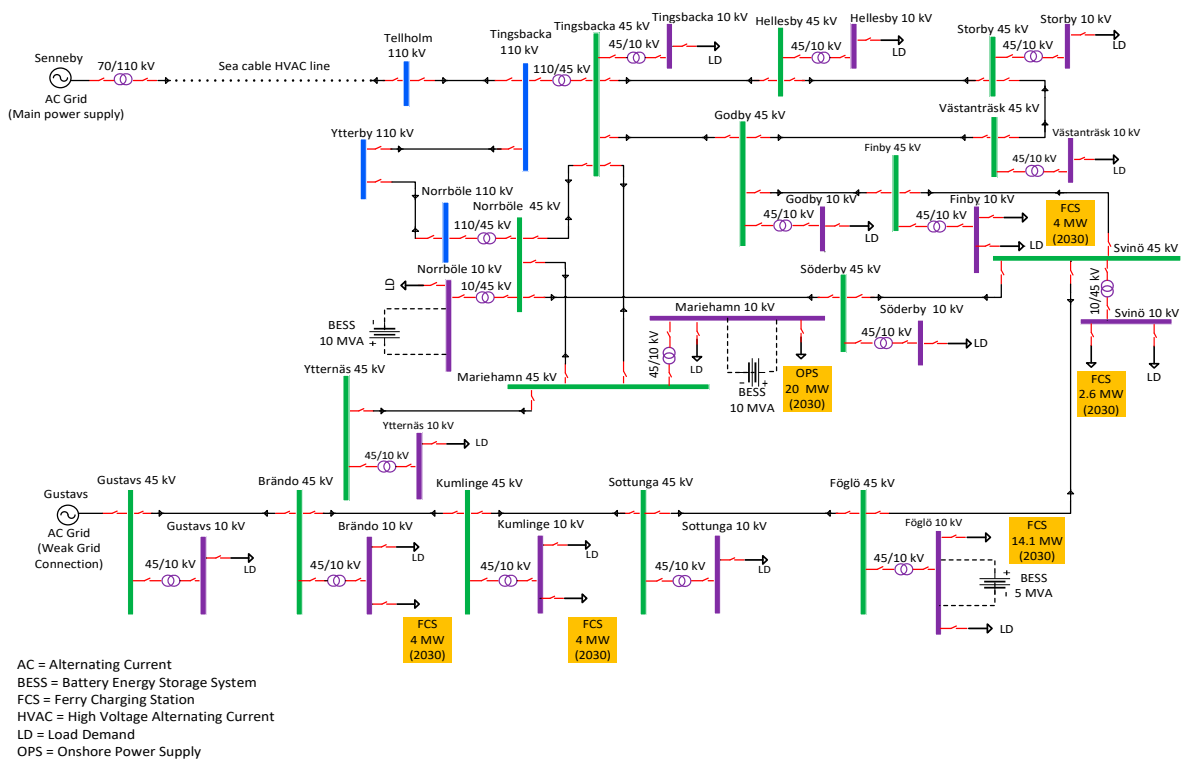 Senneby
AC Grid
(Main power supply)
70/110 kV
Sea cable HVAC line
Tellholm
110 kV
Tingsbacka
110 kV
110/45 kV
Tingsbacka 45 kV
Tingsbacka 10 kV
45/10 kV
LD
Hellesby 45 kV
Hellesby 10 kV
45/10 kV
LD
Storby 45 kV
Storby 10 kV
45/10 kV
LD
Ytterby 110 kV
Godby 45 kV
Västanträsk 45 kV
Västanträsk 10 kV
45/10 kV
LD
Finby 45 kV
Norrböle 110 kV
110/45 kV
Norrböle 45 kV
Godby 10 kV
45/10 kV
LD
Finby 10 kV
45/10 kV
LD
LD
FCS
4 MW
(2030)
Svinö 45 kV
Norrböle 10 kV
LD
10/45 kV
BESS
10 MVA
Söderby 45 kV
Söderby 10 kV
45/10 kV
LD
10/45 kV
Svinö 10 kV
FCS
2.6 MW
(2030)
LD
Mariehamn 10 kV
45/10 kV
LD
BESS
10 MVA
OPS
20 MW
(2030)
Mariehamn 45 kV
Ytternäs 45 kV
Ytternäs 10 kV
45/10 kV
LD
Gustavs
AC Grid
(Weak Grid
Connection)
Gustavs 45 kV
Gustavs 10 kV
45/10 kV
LD
Brändo 45 kV
Brändo 10 kV
45/10 kV
LD
FCS
4 MW
(2030)
Kumlinge 45 kV
Kumlinge 10 kV
45/10 kV
LD
FCS
4 MW
(2030)
Sottunga 45 kV
Sottunga 10 kV
45/10 kV
LD
Föglö 45 kV
Föglö 10 kV
45/10 kV
FCS
14.1 MW
(2030)
BESS
5 MVA
LD
AC = Alternating Current
BESS = Battery Energy Storage System
FCS = Ferry Charging Station
HVAC = High Voltage Alternating Current
LD = Load Demand
OPS = Onshore Power Supply